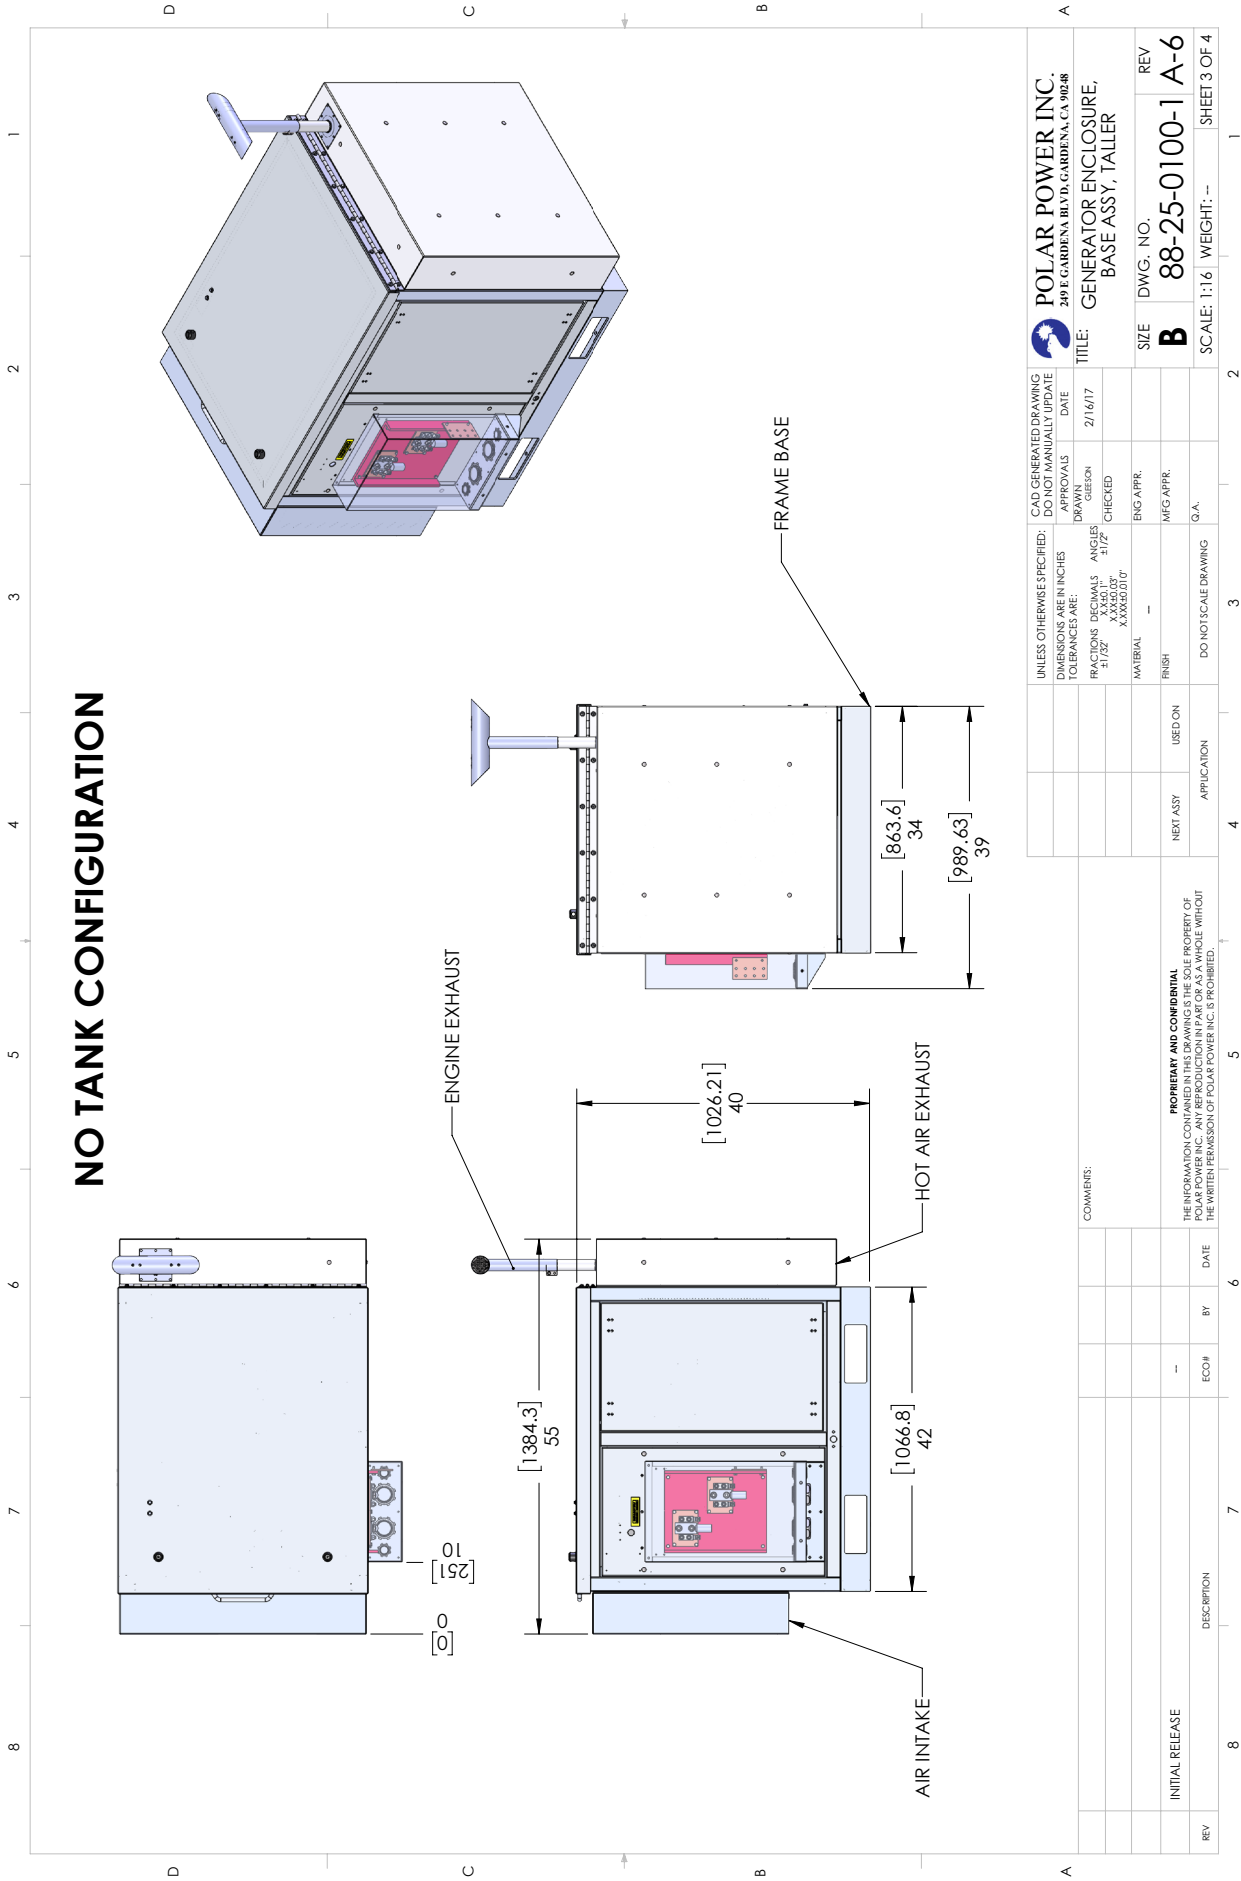 8
7
6
5
4
3
2
1
D
C
B
A
D
C
B
A
NO TANK CONFIGURATION
[0]
0
[251]
10
ENGINE EXHAUST
[1384.3]
55
[1026.21]
40
[1066.8]
42
AIR INTAKE
HOT AIR EXHAUST
[863.6]
34
[989.63]
39
FRAME BASE
INITIAL RELEASE
--
REV
DESCRIPTION
ECO#
BY
DATE
COMMENTS:
PROPRIETARY AND CONFIDENTIAL
THE INFORMATION CONTAINED IN THIS DRAWING IS THE SOLE PROPERTY OF
POLAR POWER INC. ANY REPRODUCTION IN PART OR AS A WHOLE WITHOUT
THE WRITTEN PERMISSION OF POLAR POWER INC. IS PROHIBITED.
NEXT ASSY
USED ON
APPLICATION
UNLESS OTHERWISE SPECIFIED:
DIMENSIONS ARE IN INCHES
TOLERANCES ARE:
FRACTIONS DECIMALS ANGLES
±1/32" X.X±0.1" ±1/2°
X.XX±0.03"
X.XXX±0.010"
MATERIAL
--
FINISH
DO NOT SCALE DRAWING
CAD GENERATED DRAWING
DO NOT MANUALLY UPDATE
APPROVALS
DATE
DRAWN
GLEESON
2/16/17
CHECKED
ENG APPR.
MFG APPR.
Q.A.
POLAR POWER INC.
249 E GARDENA BLVD, GARDENA, CA 90248
TITLE:
GENERATOR ENCLOSURE,
BASE ASSY, TALLER
SIZE
B
DWG. NO.
88-25-0100-1
REV
A-6
SCALE: 1:16
WEIGHT: --
SHEET 3 OF 4
8
7
6
5
4
3
2
1